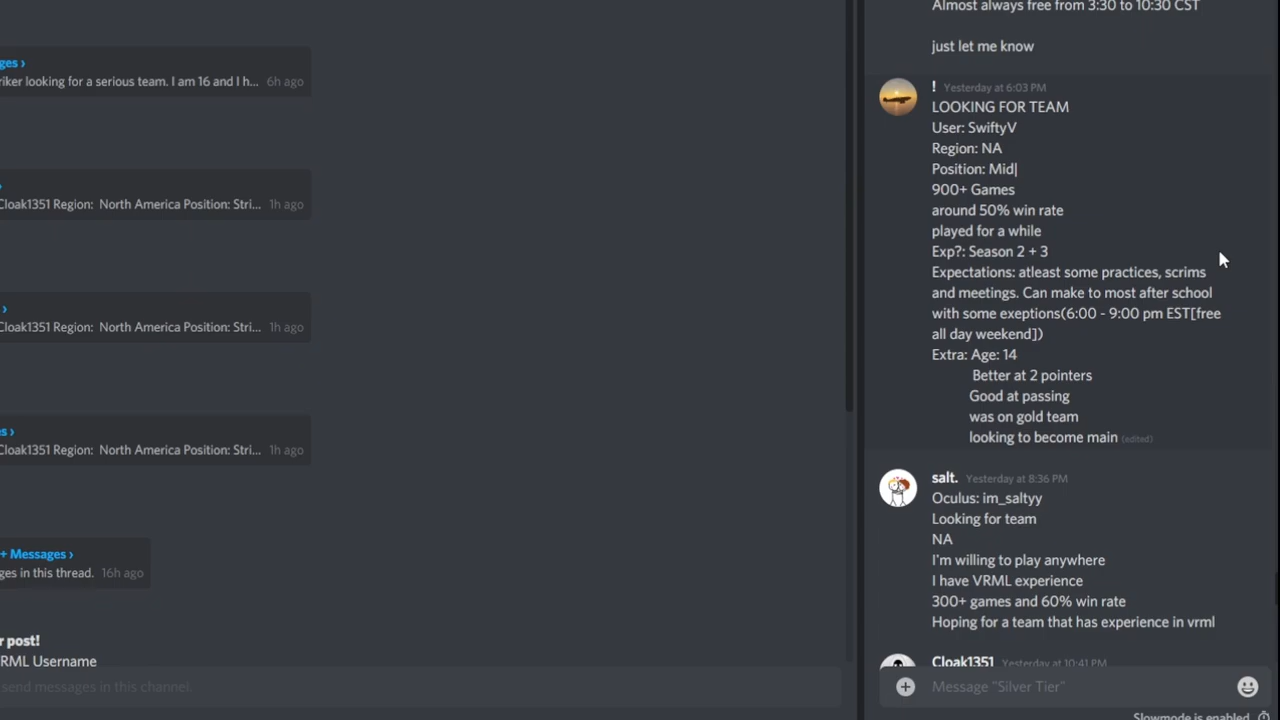 ges ›
riker looking for a serious team. I am 16 and I h... 6h ago
Cloak1351 Region: North America Position: Stri... 1h ago
›
Cloak1351 Region: North America Position: Stri... 1h ago
es ›
Cloak1351 Region: North America Position: Stri... 1h ago
+ Messages ›
ges in this thread. 16h ago
r post!
RML Username
send messages in this channel.
Almost always free from 3:30 to 10:30 CST
just let me know
! Yesterday at 6:03 PM
LOOKING FOR TEAM
User: SwiftyV
Region: NA
Position: Mid|
900+ Games
around 50% win rate
played for a while
Exp?: Season 2 + 3
Expectations: atleast some practices, scrims
and meetings. Can make to most after school
with some exeptions(6:00 - 9:00 pm EST[free
all day weekend])
Extra: Age: 14
Better at 2 pointers
Good at passing
was on gold team
looking to become main (edited)
salt. Yesterday at 8:36 PM
Oculus: im_saltyy
Looking for team
NA
I'm willing to play anywhere
I have VRML experience
300+ games and 60% win rate
Hoping for a team that has experience in vrml
Cloak1351 Yesterday at 10:41 PM
Message "Silver Tier"
Slowmode is enabled.